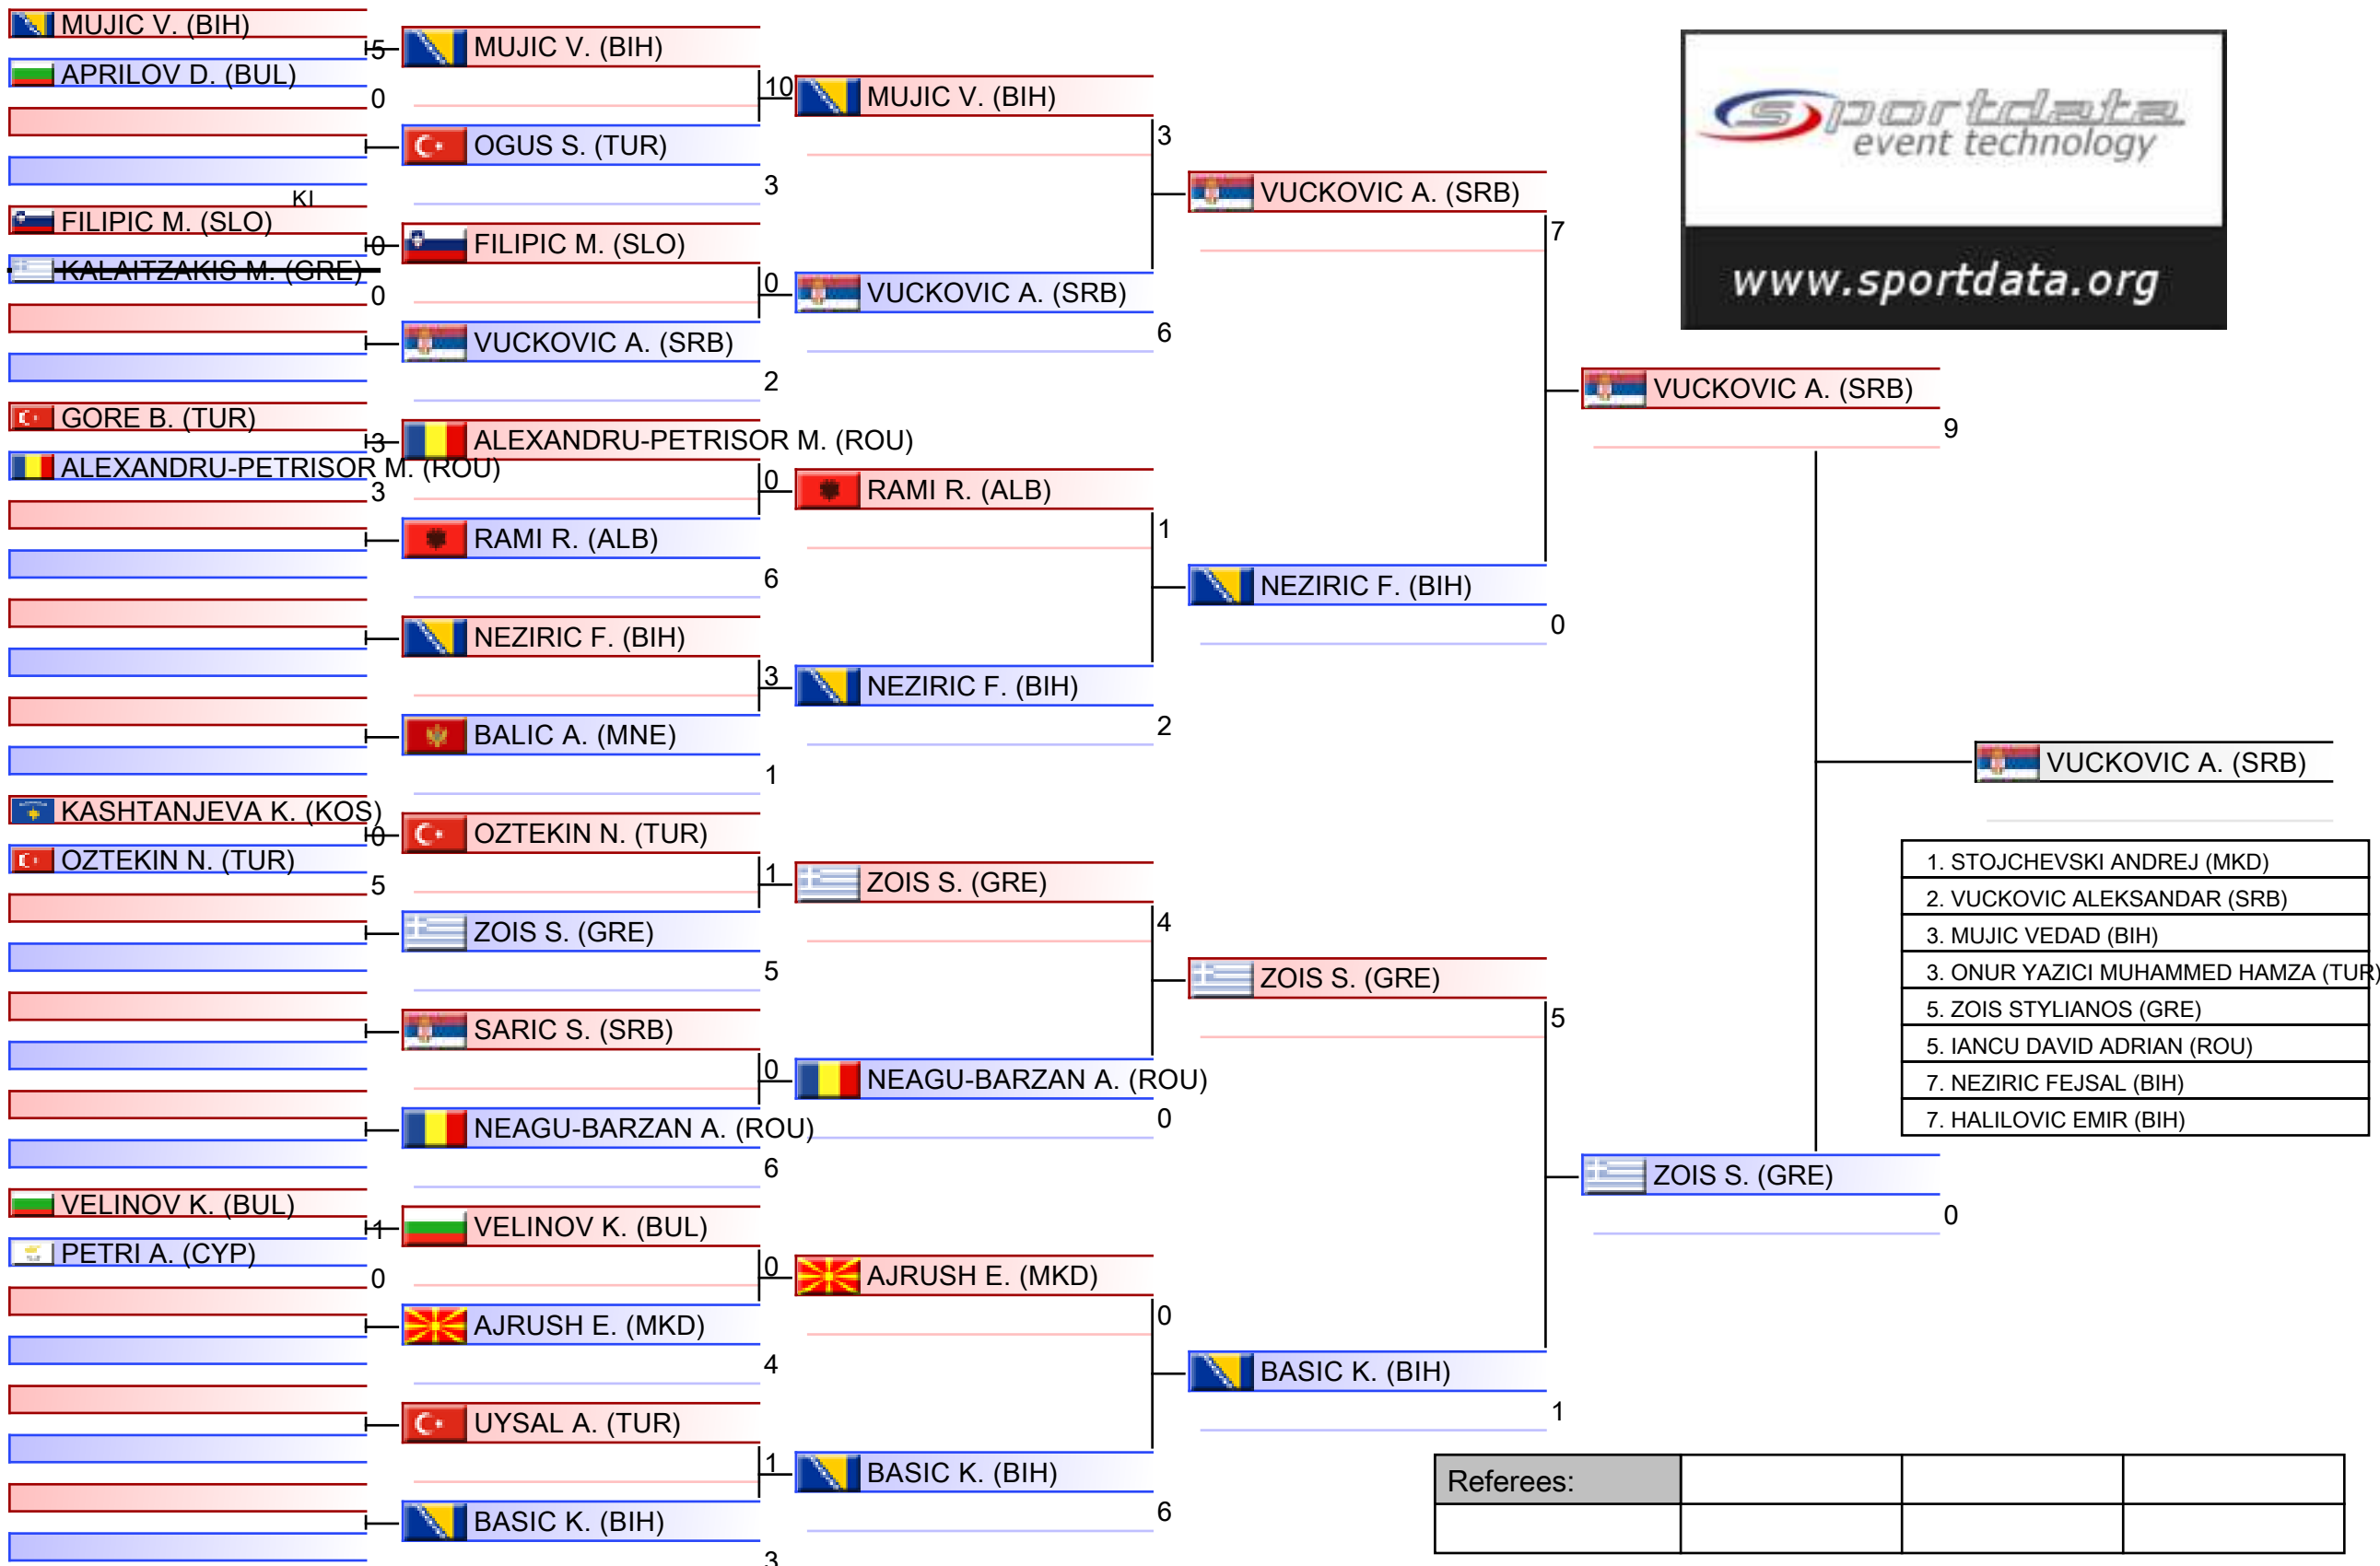 MUJIC V. (BIH)
5
APRILOV D. (BUL)
0
KI
FILIPIC M. (SLO)
0
KALAITZAKIS M. (GRE)
0
GORE B. (TUR)
3
ALEXANDRU-PETRISOR M. (ROU)
3
KASHTANJEVA K. (KOS)
0
OZTEKIN N. (TUR)
5
VELINOV K. (BUL)
1
PETRI A. (CYP)
0
MUJIC V. (BIH)
10
OGUS S. (TUR)
3
FILIPIC M. (SLO)
0
VUCKOVIC A. (SRB)
2
ALEXANDRU-PETRISOR M. (ROU)
0
RAMI R. (ALB)
6
NEZIRIC F. (BIH)
3
BALIC A. (MNE)
1
OZTEKIN N. (TUR)
1
ZOIS S. (GRE)
5
SARIC S. (SRB)
0
NEAGU-BARZAN A. (ROU)
6
VELINOV K. (BUL)
0
AJRUSH E. (MKD)
4
UYSAL A. (TUR)
1
BASIC K. (BIH)
3
MUJIC V. (BIH)
3
VUCKOVIC A. (SRB)
6
RAMI R. (ALB)
1
NEZIRIC F. (BIH)
2
ZOIS S. (GRE)
4
NEAGU-BARZAN A. (ROU)
0
AJRUSH E. (MKD)
0
BASIC K. (BIH)
6
VUCKOVIC A. (SRB)
7
NEZIRIC F. (BIH)
0
ZOIS S. (GRE)
5
BASIC K. (BIH)
1
VUCKOVIC A. (SRB)
9
ZOIS S. (GRE)
0
VUCKOVIC A. (SRB)
sportdata
event technology
www.sportdata.org
1. STOJCHEVSKI ANDREJ (MKD)
2. VUCKOVIC ALEKSANDAR (SRB)
3. MUJIC VEDAD (BIH)
3. ONUR YAZICI MUHAMMED HAMZA (TUR)
5. ZOIS STYLIANOS (GRE)
5. IANCU DAVID ADRIAN (ROU)
7. NEZIRIC FEJSAL (BIH)
7. HALILOVIC EMIR (BIH)
Referees: